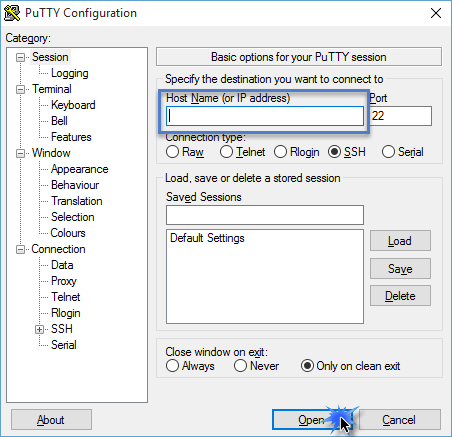 PuTTY Configuration
Category:
Session
Logging
Terminal
Keyboard
Bell
Features
Window
Appearance
Behaviour
Translation
Selection
Colours
Connection
Data
Proxy
Telnet
Rlogin
SSH
Serial
Basic options for your PuTTY session
Specify the destination you want to connect to
Host Name (or IP address) Port
22
Connection type:
Raw Telnet Rlogin SSH Serial
Load, save or delete a stored session
Saved Sessions
Default Settings
Load
Save
Delete
Close window on exit:
Always Never Only on clean exit
About Open Cancel